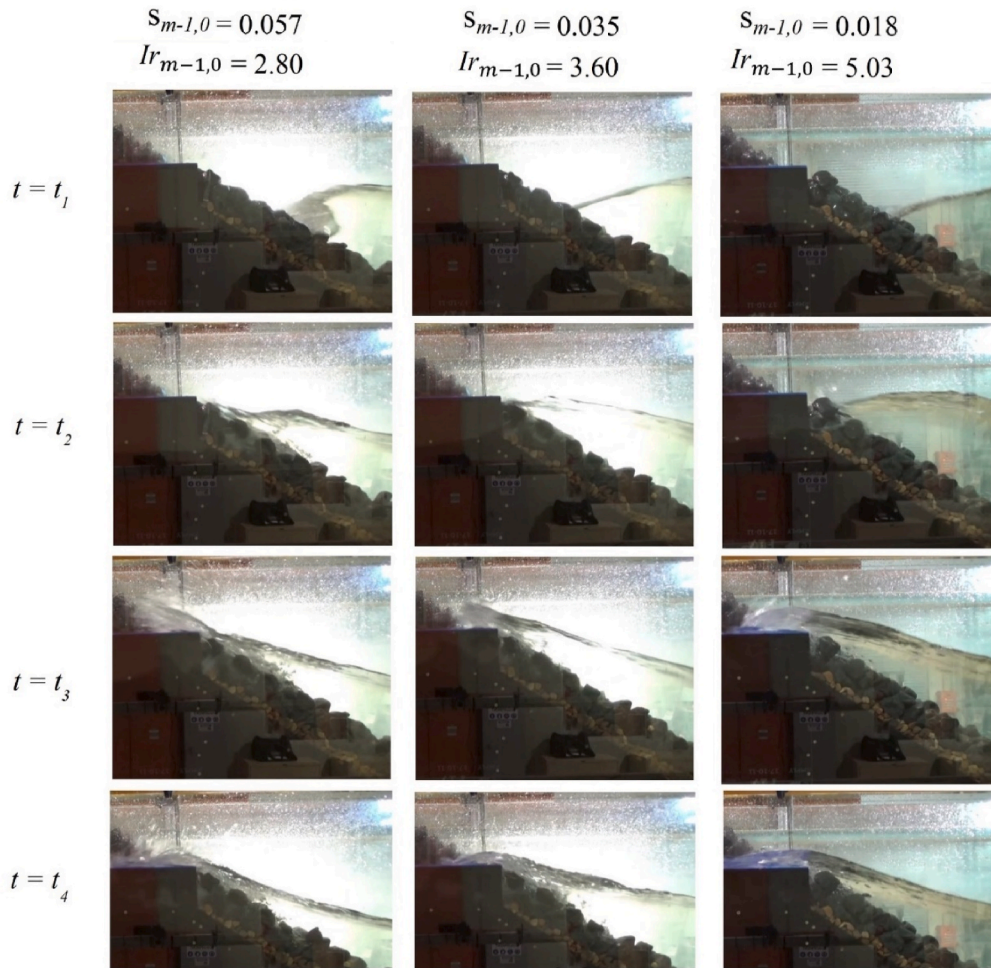 s_{m-1,0} = 0.057
Ir_{m−1,0} = 2.80
s_{m-1,0} = 0.035
Ir_{m−1,0} = 3.60
s_{m-1,0} = 0.018
Ir_{m−1,0} = 5.03
t = t_1
t = t_2
t = t_3
t = t_4